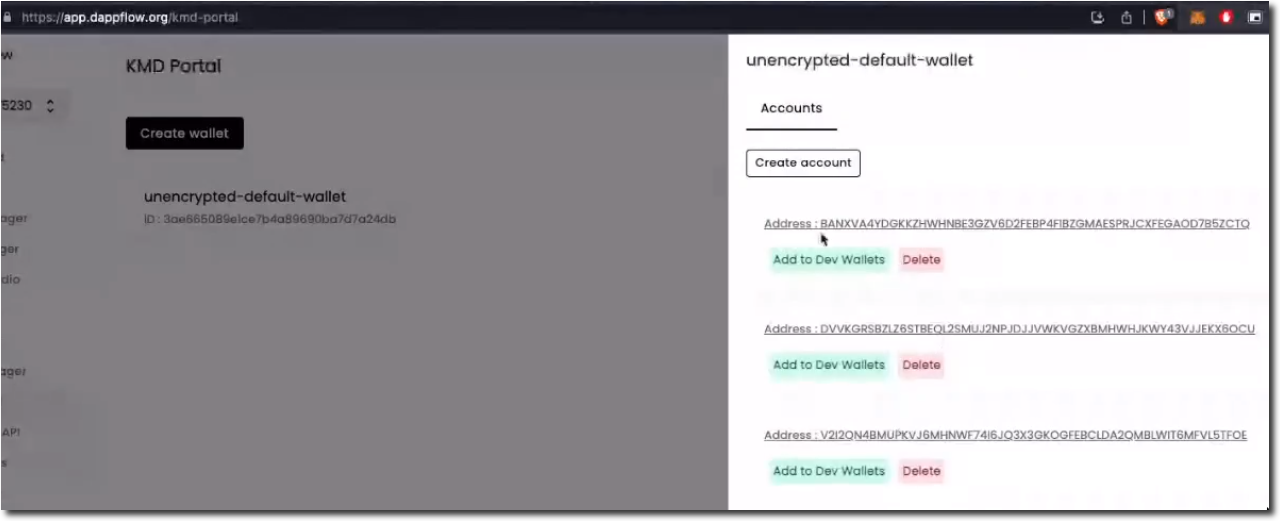 https://app.dappflow.org/kmd-portal
unencrypted-default-wallet
KMD Portal
5230
Accounts
Create wallet
Create account
unencrypted-default-wallet
ID : 3ae665089e1ce7b4a89690ba7d7a24db
ager
Address : BANXVA4YDGKKZHWHNBE3GZV6D2FEBP4FIBZGMAESPRJCXFEGAOD7B5ZCTQ
ger
Add to Dev Wallets Delete
dio
Address : DVVKGRSBZLZ6STBEQL2SMUJ2NPJDJJVWKVGZXBMHWHJKWY43VJJEKX6OCU
Add to Dev Wallets Delete
ager
API
Address : V2I2QN4BMUPKVJ6MHNWF74I6JQ3X3GKOGFEBCLDA2QMBLWIT6MFVL5TFOE
s
Add to Dev Wallets Delete